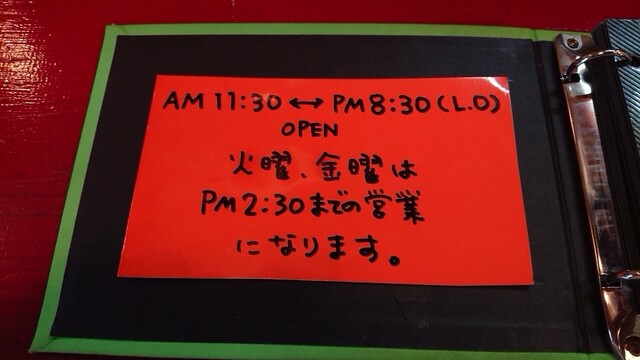 AM 11:30 ↔ PM 8:30 (L.O)
OPEN
火曜、金曜は
PM 2:30までの営業
になります。